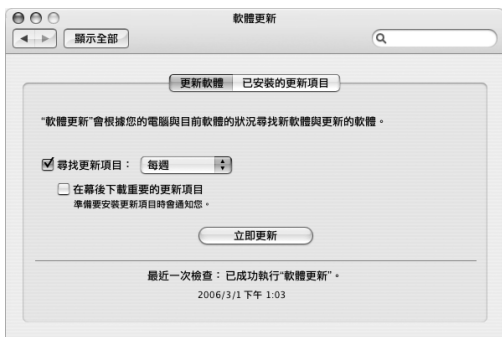 軟體更新
顯示全部
更新軟體 已安裝的更新項目
“軟體更新”會根據您的電腦與目前軟體的狀況尋找新軟體與更新的軟體。
尋找更新項目： 每週
在幕後下載重要的更新項目
準備要安裝更新項目時會通知您。
立即更新
最近一次檢查：已成功執行“軟體更新”。
2006/3/1 下午 1:03